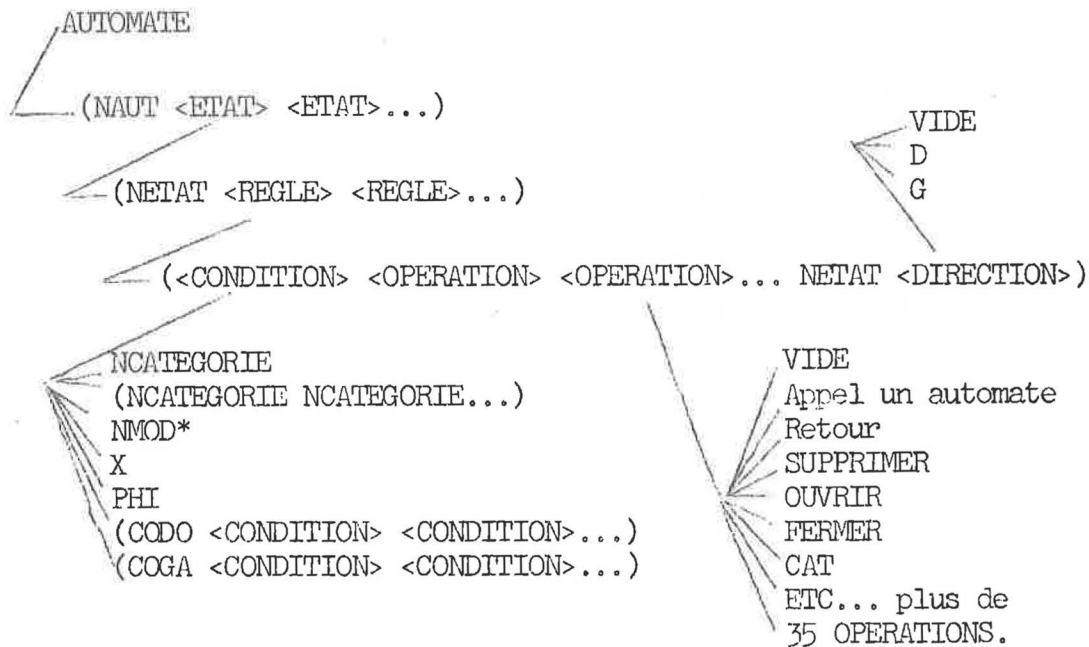 AUTOMATE
(NAUT <ETAT> <ETAT>...)
VIDE
D
G
(NETAT <REGLE> <REGLE>...)
(<CONDITION> <OPERATION> <OPERATION>... NETAT <DIRECTION>)
NCATEGORIE
(NCATEGORIE NCATEGORIE...)
NMOD*
X
PHI
(CODO <CONDITION> <CONDITION>...)
(COGA <CONDITION> <CONDITION>...)
VIDE
Appel un automate
Retour
SUPPRIMER
OUVRIR
FERMER
CAT
ETC... plus de
35 OPERATIONS.